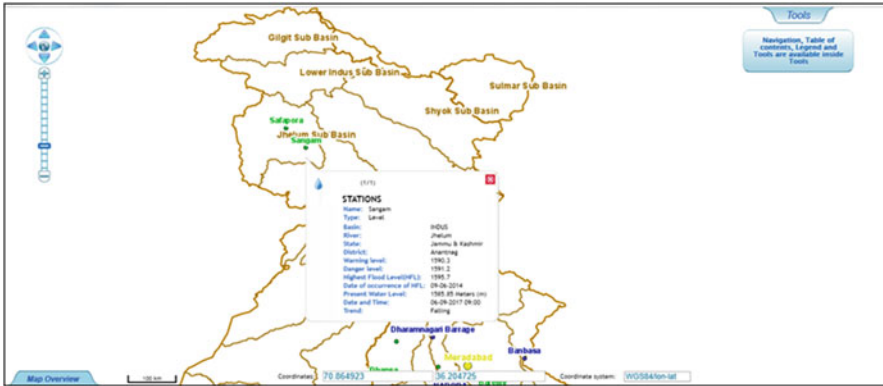 Tools
Navigation, Table of
contents, Legend and
Tools are available inside
Tools
Gilgit Sub Basin
Lower Indus Sub Basin
Sulmar Sub Basin
Shyok Sub Basin
Safapora
Jhelum Sub Basin
Sangam
(1/1)
STATIONS
Name: Sangam
Type: Level
Basin: INDUS
River: Jhelum
State: Jammu & Kashmir
District: Anantnag
Warning level: 1590.3
Danger level: 1591.2
Highest Flood Level(HFL): 1595.7
Date of occurrence of HFL: 09-06-2014
Present Water Level: 1585.85 Meters (m)
Date and Time: 06-09-2017 09:00
Trend: Falling
Dharamnagari Barrage
Moradabad
Banbasa
Map Overview
100 km
Coordinates 70.864923 36.204725 Coordinate system: WGS84/lon-lat